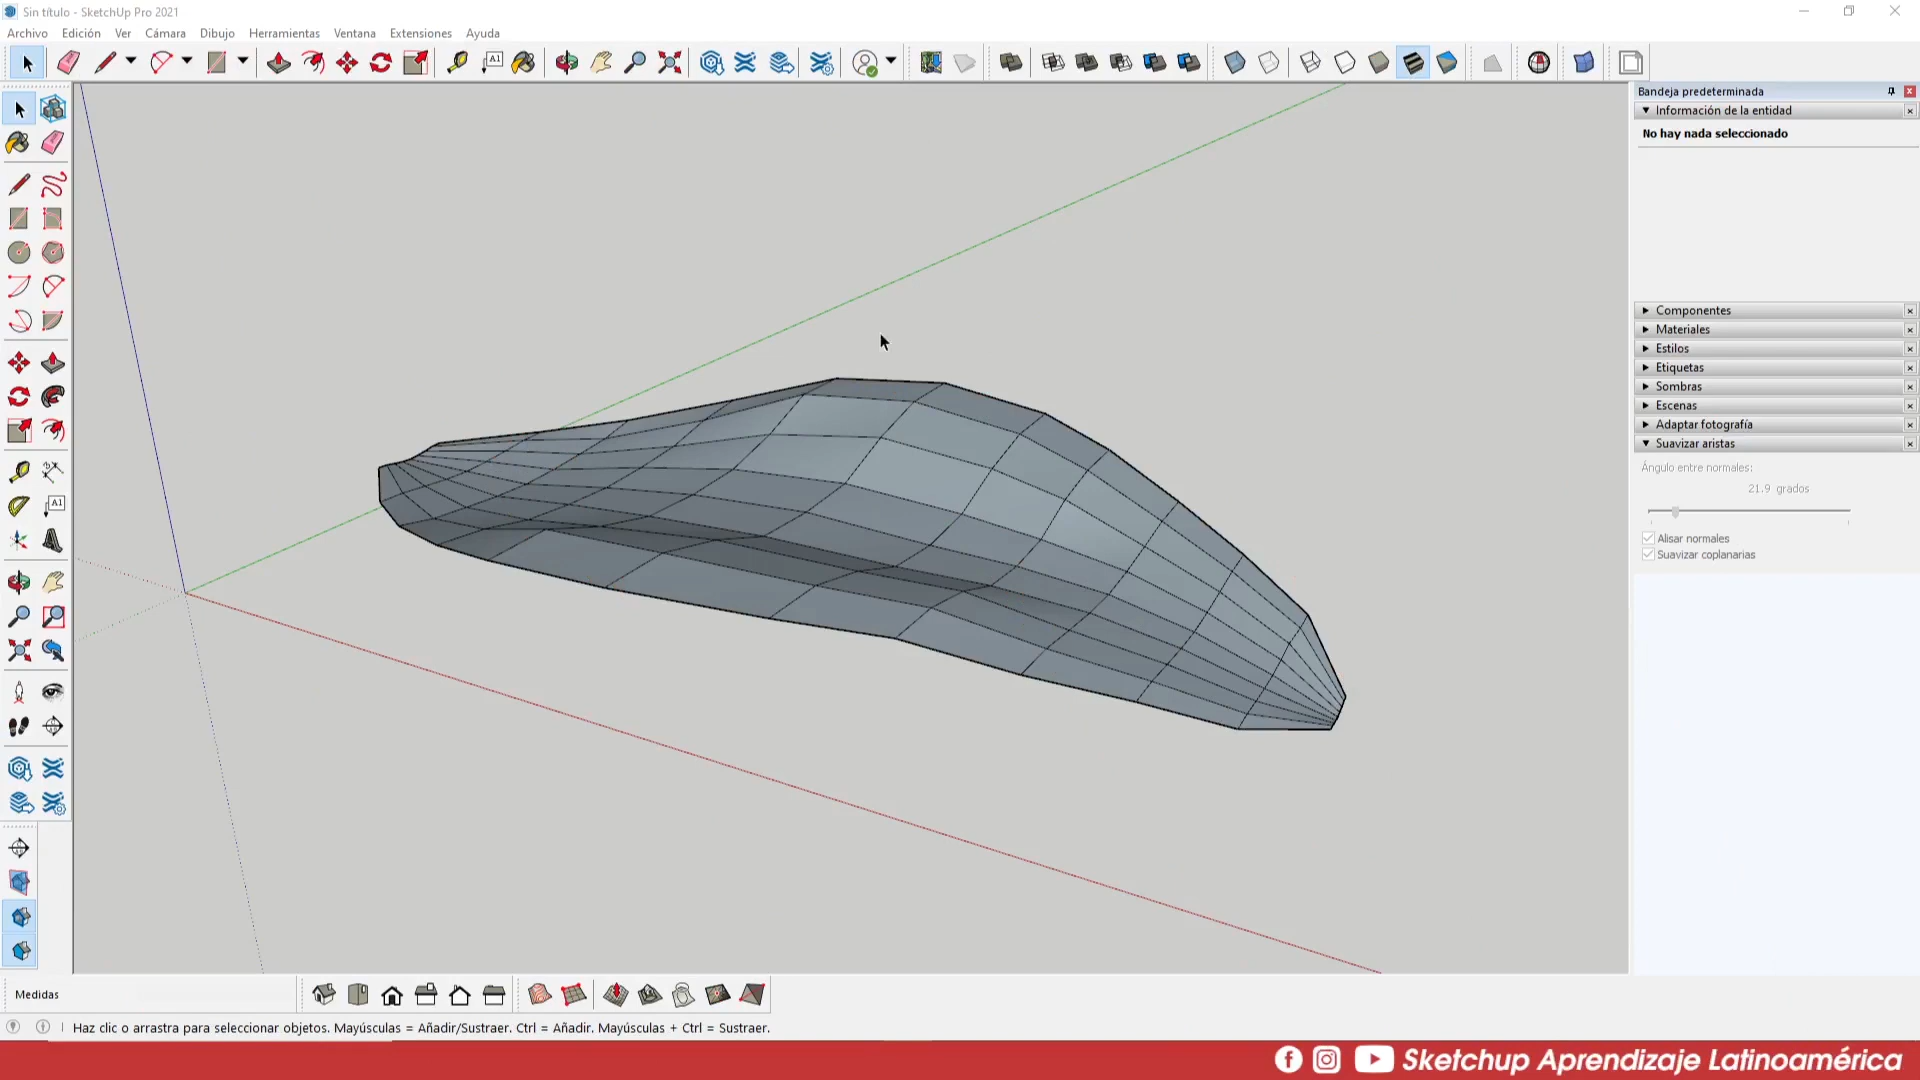 Sin título - SketchUp Pro 2021
Archivo Edición Ver Cámara Dibujo Herramientas Ventana Extensiones Ayuda
A1
Bandeja predeterminada
Información de la entidad
No hay nada seleccionado
Componentes
Materiales
Estilos
Etiquetas
Sombras
Escenas
Adaptar fotografía
Suavizar aristas
Ángulo entre normales:
21.9 grados
Alisar normales
Suavizar coplanarias
A1
Medidas
Haz clic o arrastra para seleccionar objetos. Mayúsculas = Añadir/Sustraer. Ctrl = Añadir. Mayúsculas + Ctrl = Sustraer.
Sketchup Aprendizaje Latinoamérica